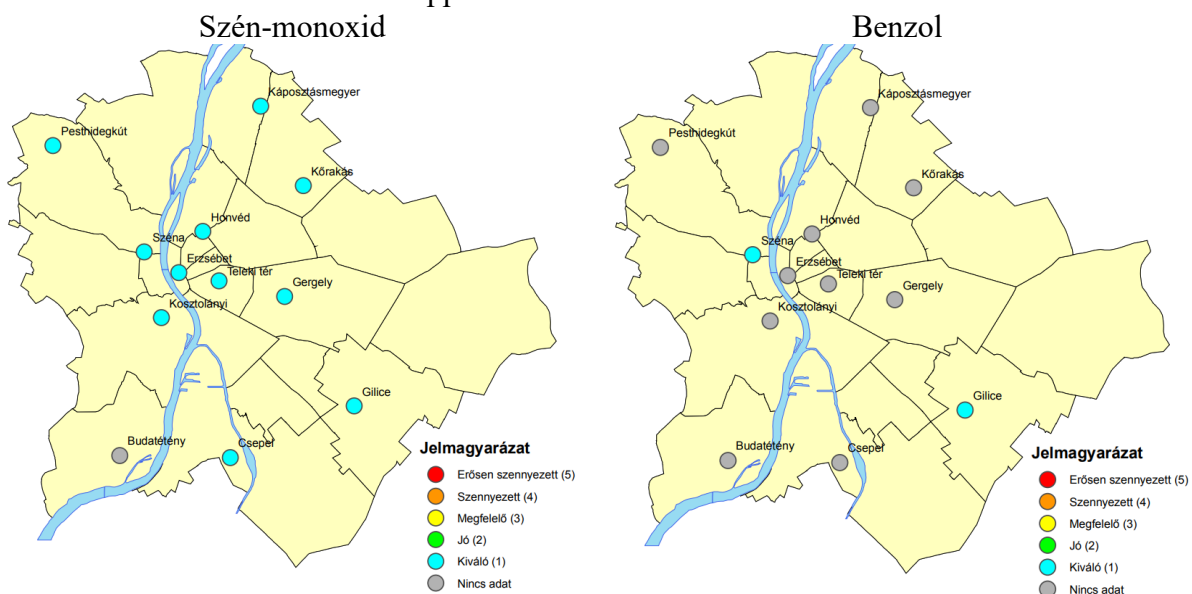 Szén-monoxid
Káposztásmegyer
Pesthidegkút
Kőrakás
Honvéd
Széna
Erzsébet
Teleki tér
Gergely
Kosztolányi
Gilice
Budatétény
Csepel
Jelmagyarázat
Erősen szennyezett (5)
Szennyezett (4)
Megfelelő (3)
Jó (2)
Kiváló (1)
Nincs adat
Benzol
Káposztásmegyer
Pesthidegkút
Kőrakás
Honvéd
Széna
Erzsébet
Teleki tér
Gergely
Kosztolányi
Gilice
Budatétény
Csepel
Jelmagyarázat
Erősen szennyezett (5)
Szennyezett (4)
Megfelelő (3)
Jó (2)
Kiváló (1)
Nincs adat